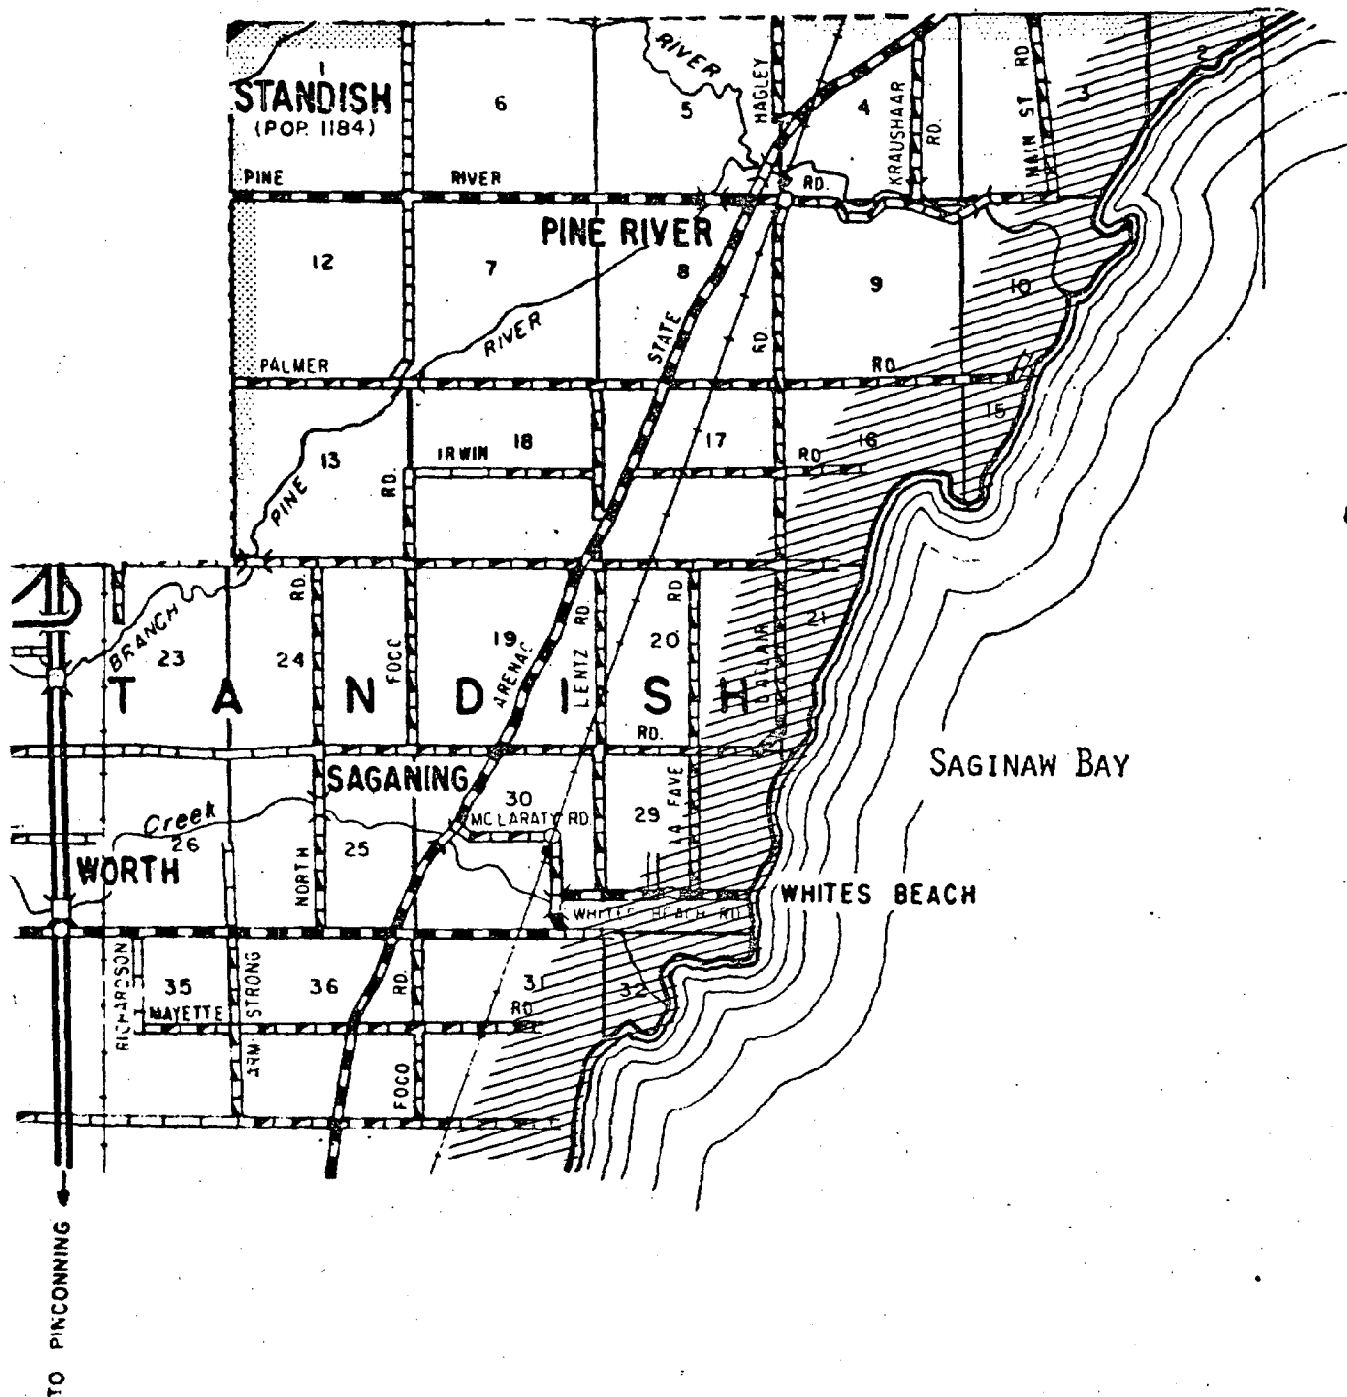 RIVER
HAGLEY
RD
1
STANDISH
(POP. 1184)
6
5
4
KRAUSHAAR
RD.
MAIN ST
3
2
PINE
RIVER
RD.
PINE RIVER
12
7
8
9
10
RIVER
STATE
RD.
PALMER
RD.
13
18
17
16
15
IRWIN
RD
RD.
PINE
BRANCH
23
24
RD.
FOCO
19
ARENAC
LENTZ RD.
20
RD.
LACLAIR
21
T A N D I S H
RD.
SAGANING
SAGINAW BAY
30
MC LARATY RD.
29
LA FAVE
Creek
26
25
NORTH
WORTH
WHITES BEACH
WHITES BEACH RD.
RICHARDSON
35
ARMSTRONG
36
RD.
31
32
MAYETTE
RD
FOCO
TO PINCONNING